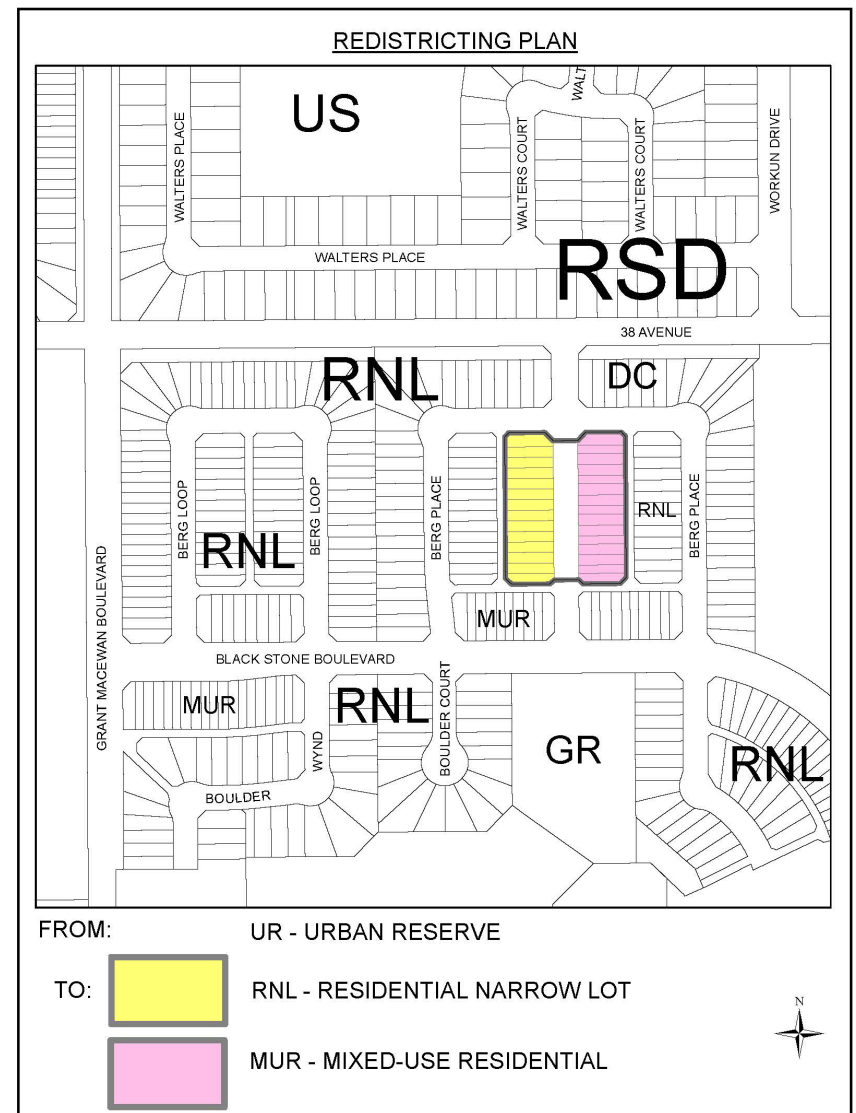 REDISTRICTING PLAN
US
WALT
WALTERS PLACE
WALTERS COURT
WALTERS COURT
WORKUN DRIVE
WALTERS PLACE
RSD
38 AVENUE
RNL
DC
BERG LOOP
BERG LOOP
BERG PLACE
RNL
BERG PLACE
RNL
GRANT MACEWAN BOULEVARD
MUR
BLACK STONE BOULEVARD
MUR
RNL
BOULDER COURT
WYND
GR
RNL
BOULDER
FROM:
UR - URBAN RESERVE
TO:
RNL - RESIDENTIAL NARROW LOT
N
MUR - MIXED-USE RESIDENTIAL